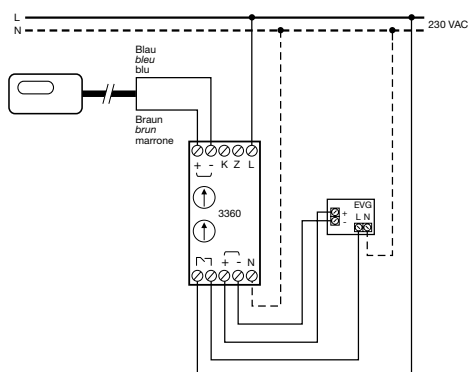 L
N
230 VAC
Blau
bleu
blu
Braun
brun
marrone
+ - K Z L
3360
+ - N
EVG
+ L N
-